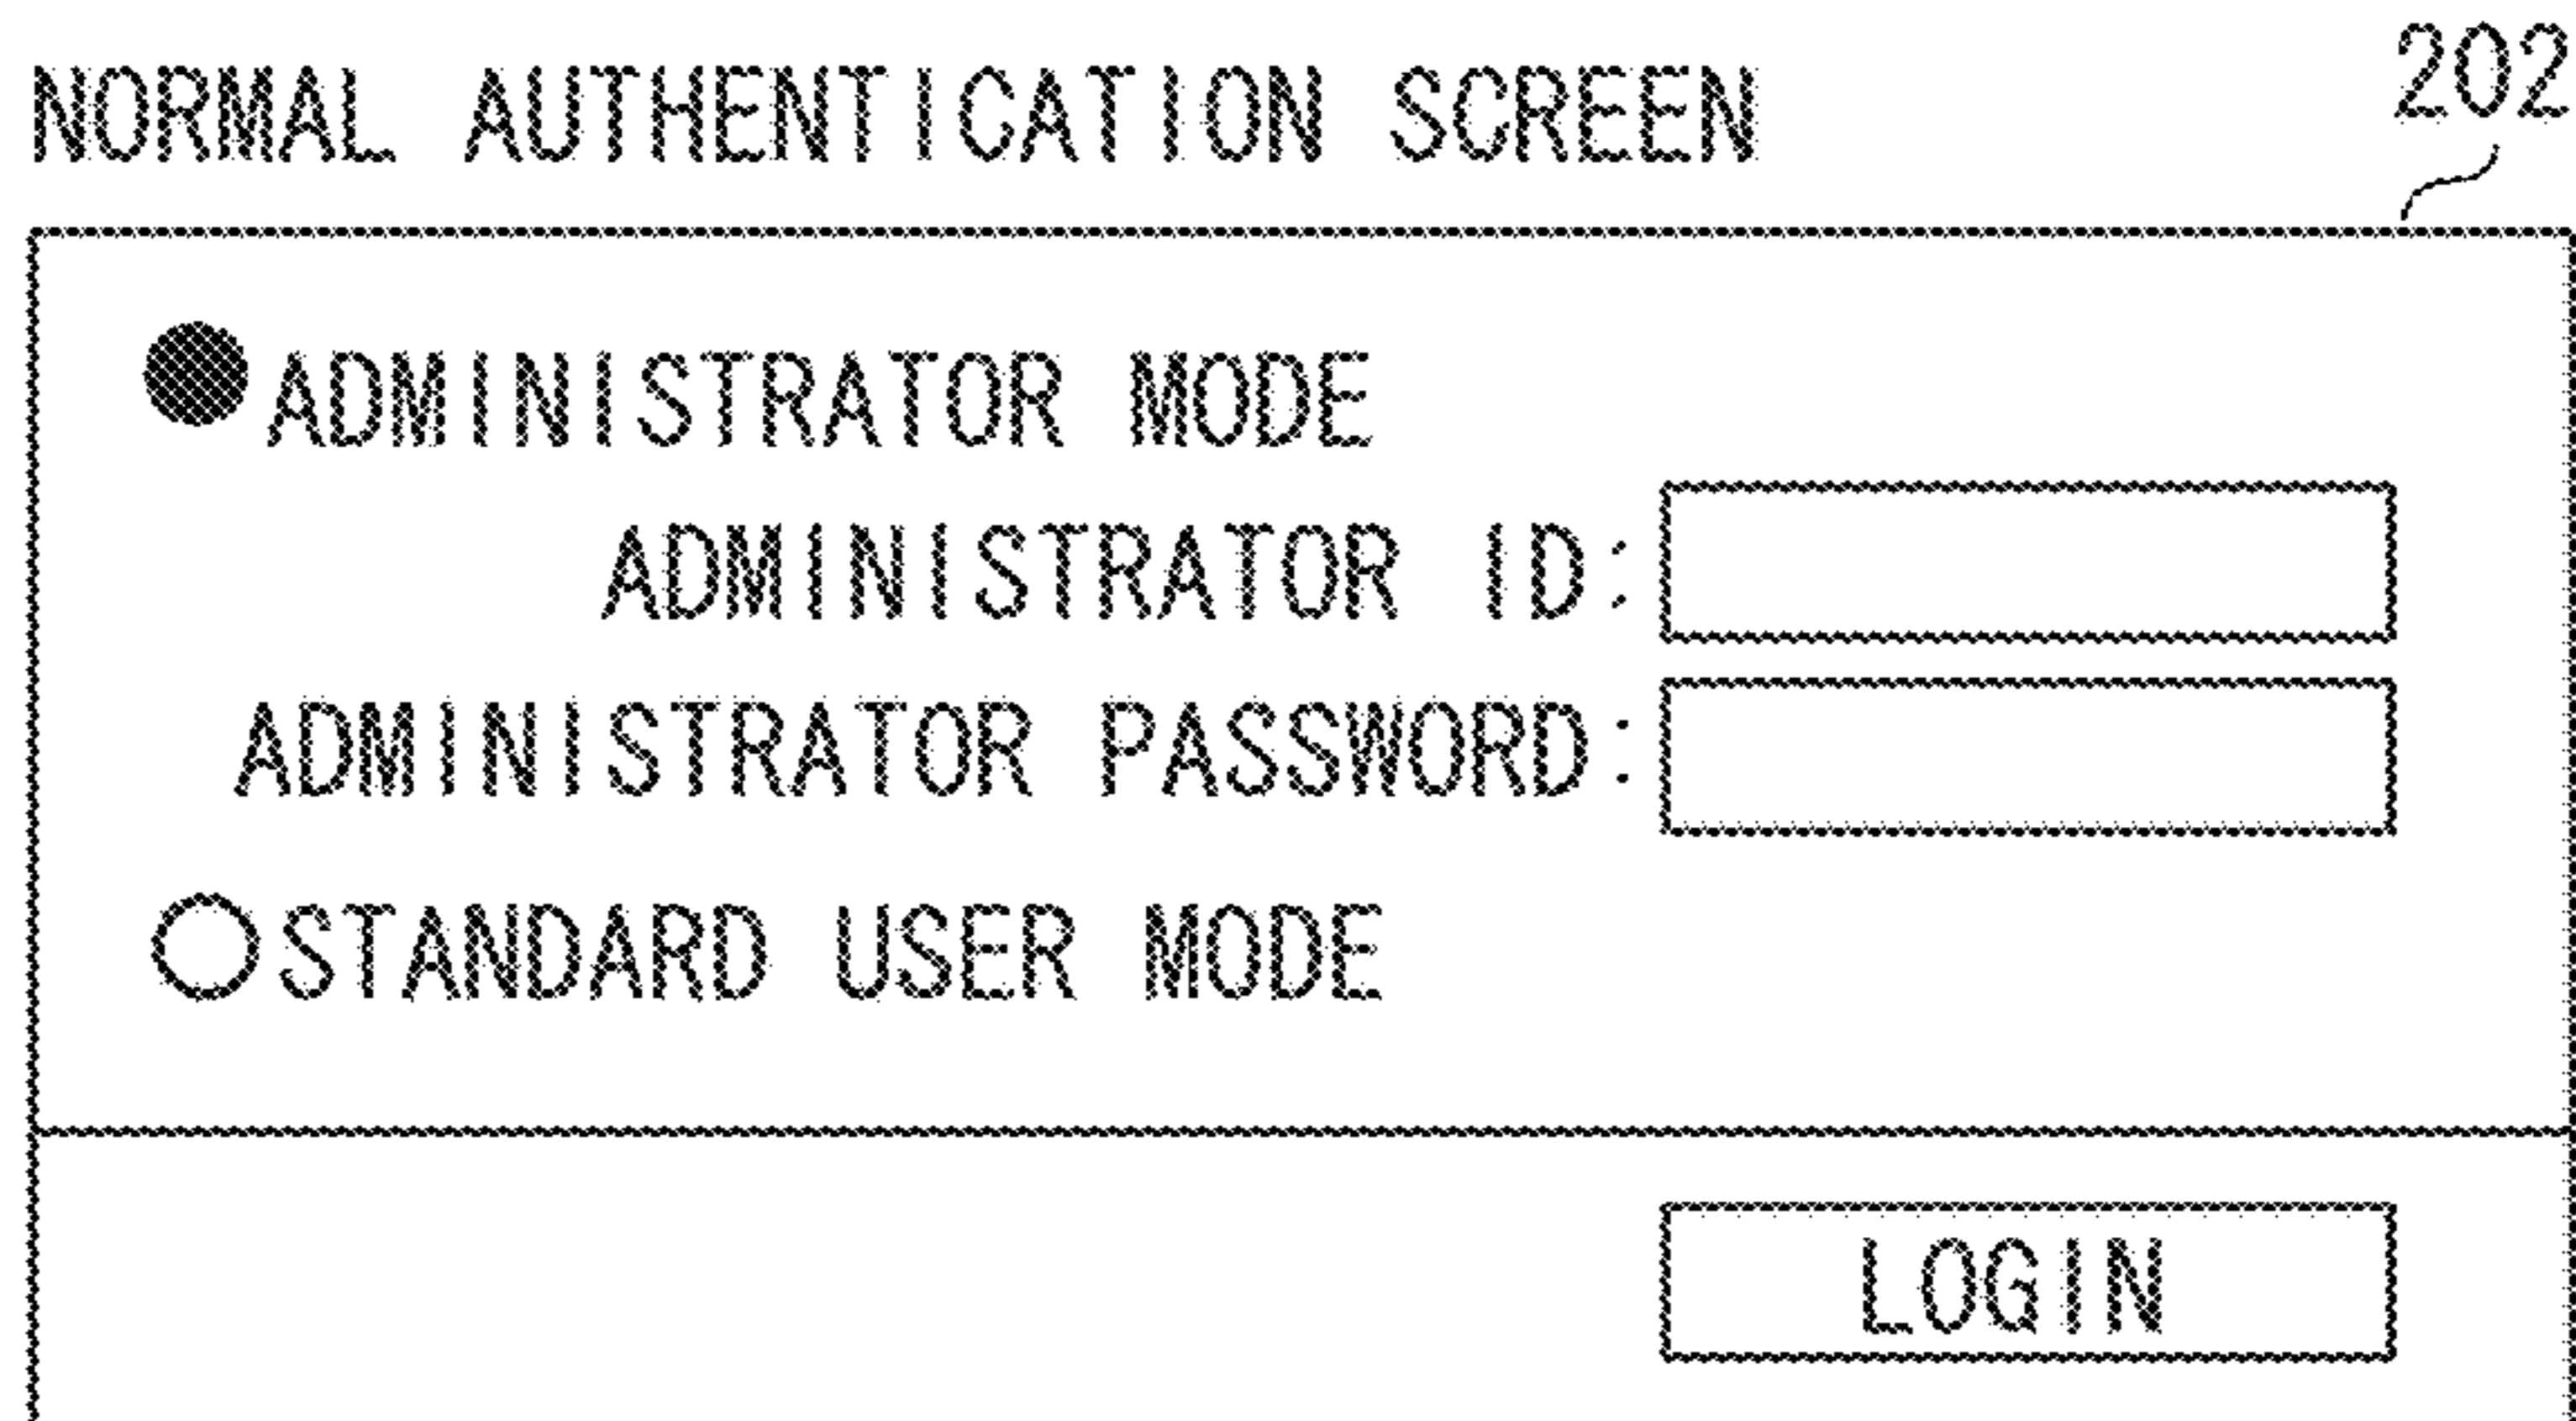 202
NORMAL AUTHENTICATION SCREEN
ADMINISTRATOR MODE
ADMINISTRATOR ID:
ADMINISTRATOR PASSWORD:
STANDARD USER MODE
LOGIN